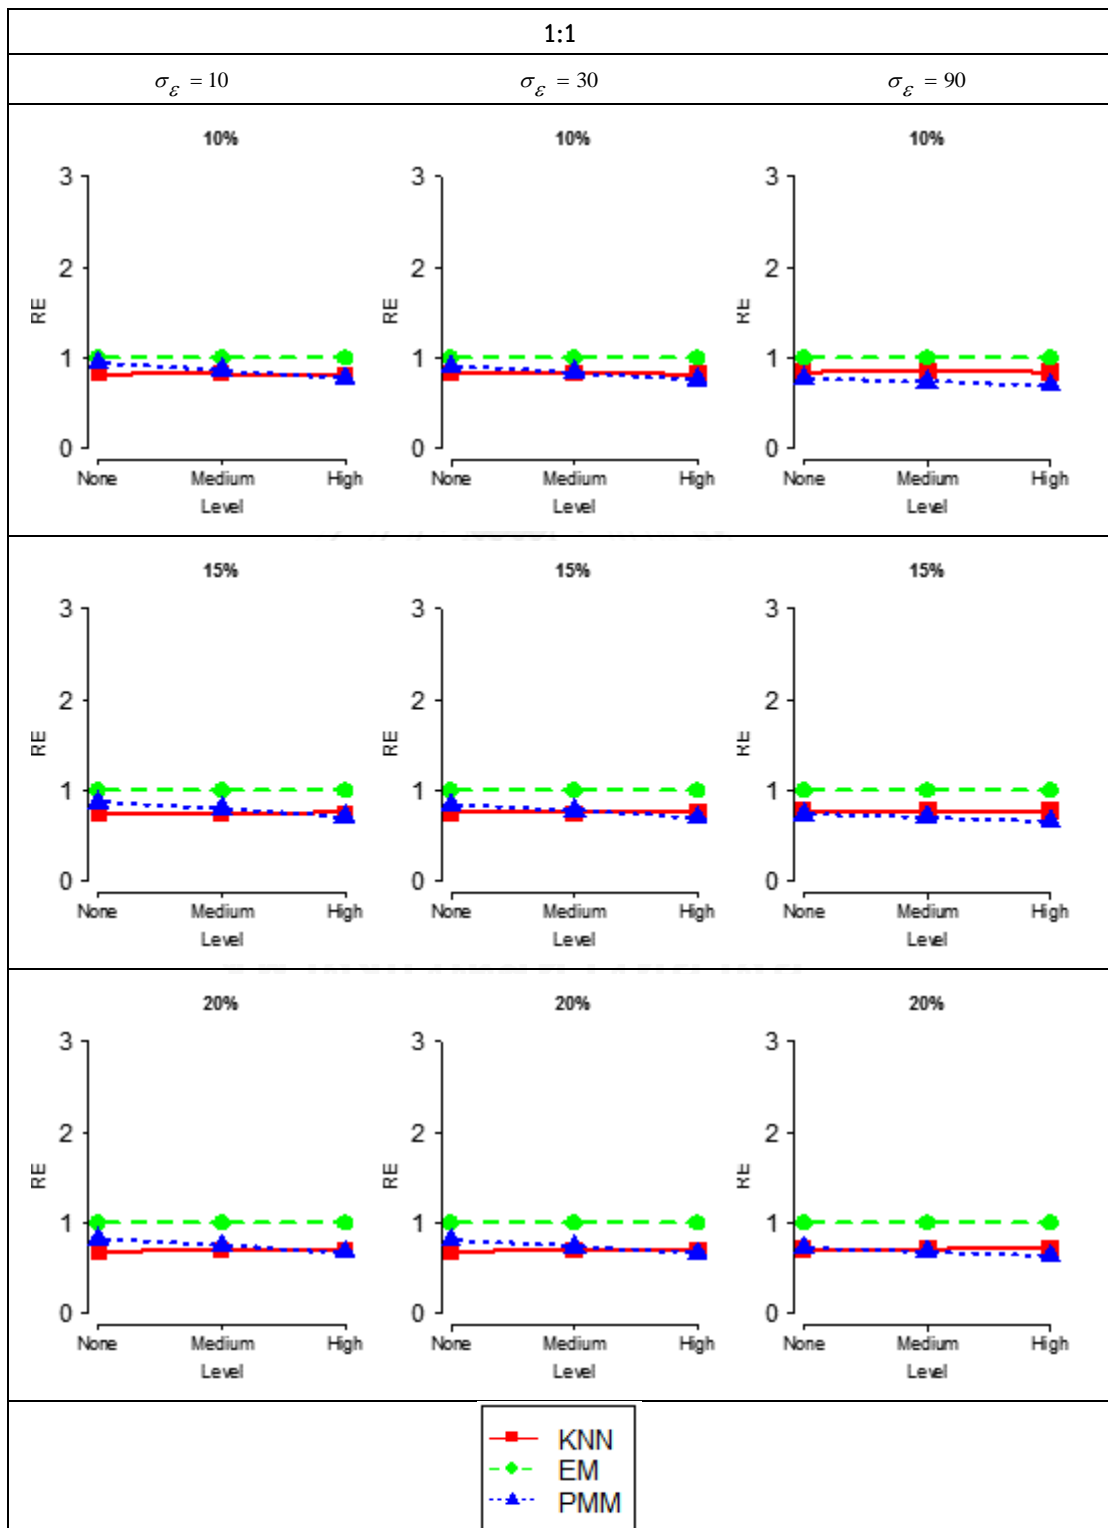 1:1
σ_ε = 10 σ_ε = 30 σ_ε = 90
10% 10% 10%
3 3 3
2 2 2
RE RE RE
1 1 1
0 0 0
None Medium High None Medium High None Medium High
Level Level Level
15% 15% 15%
3 3 3
2 2 2
RE RE RE
1 1 1
0 0 0
None Medium High None Medium High None Medium High
Level Level Level
20% 20% 20%
3 3 3
2 2 2
RE RE RE
1 1 1
0 0 0
None Medium High None Medium High None Medium High
Level Level Level
KNN
EM
PMM